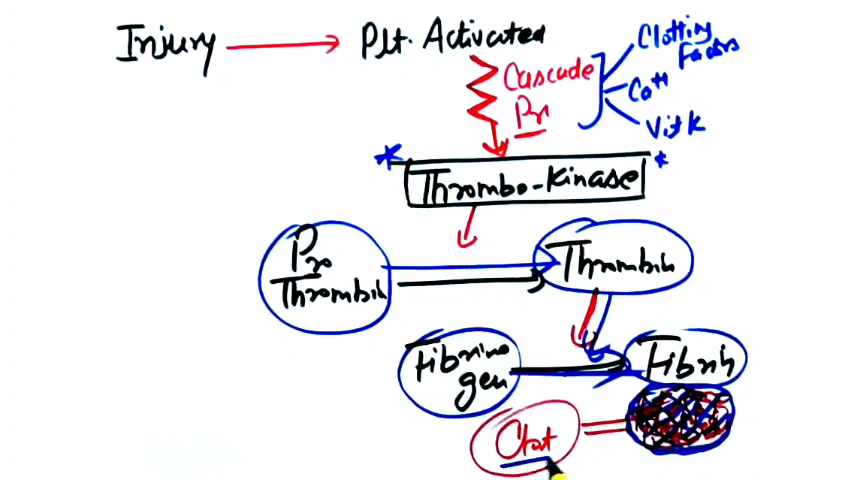 Injury
Plt. Activated
Clotting
Factors
Cascade
Ca++
Pr
Vit K
* *
Thrombo-Kinase
Pro
Thrombin
Thrombin
Fibrino
gen
Fibrin
Clot